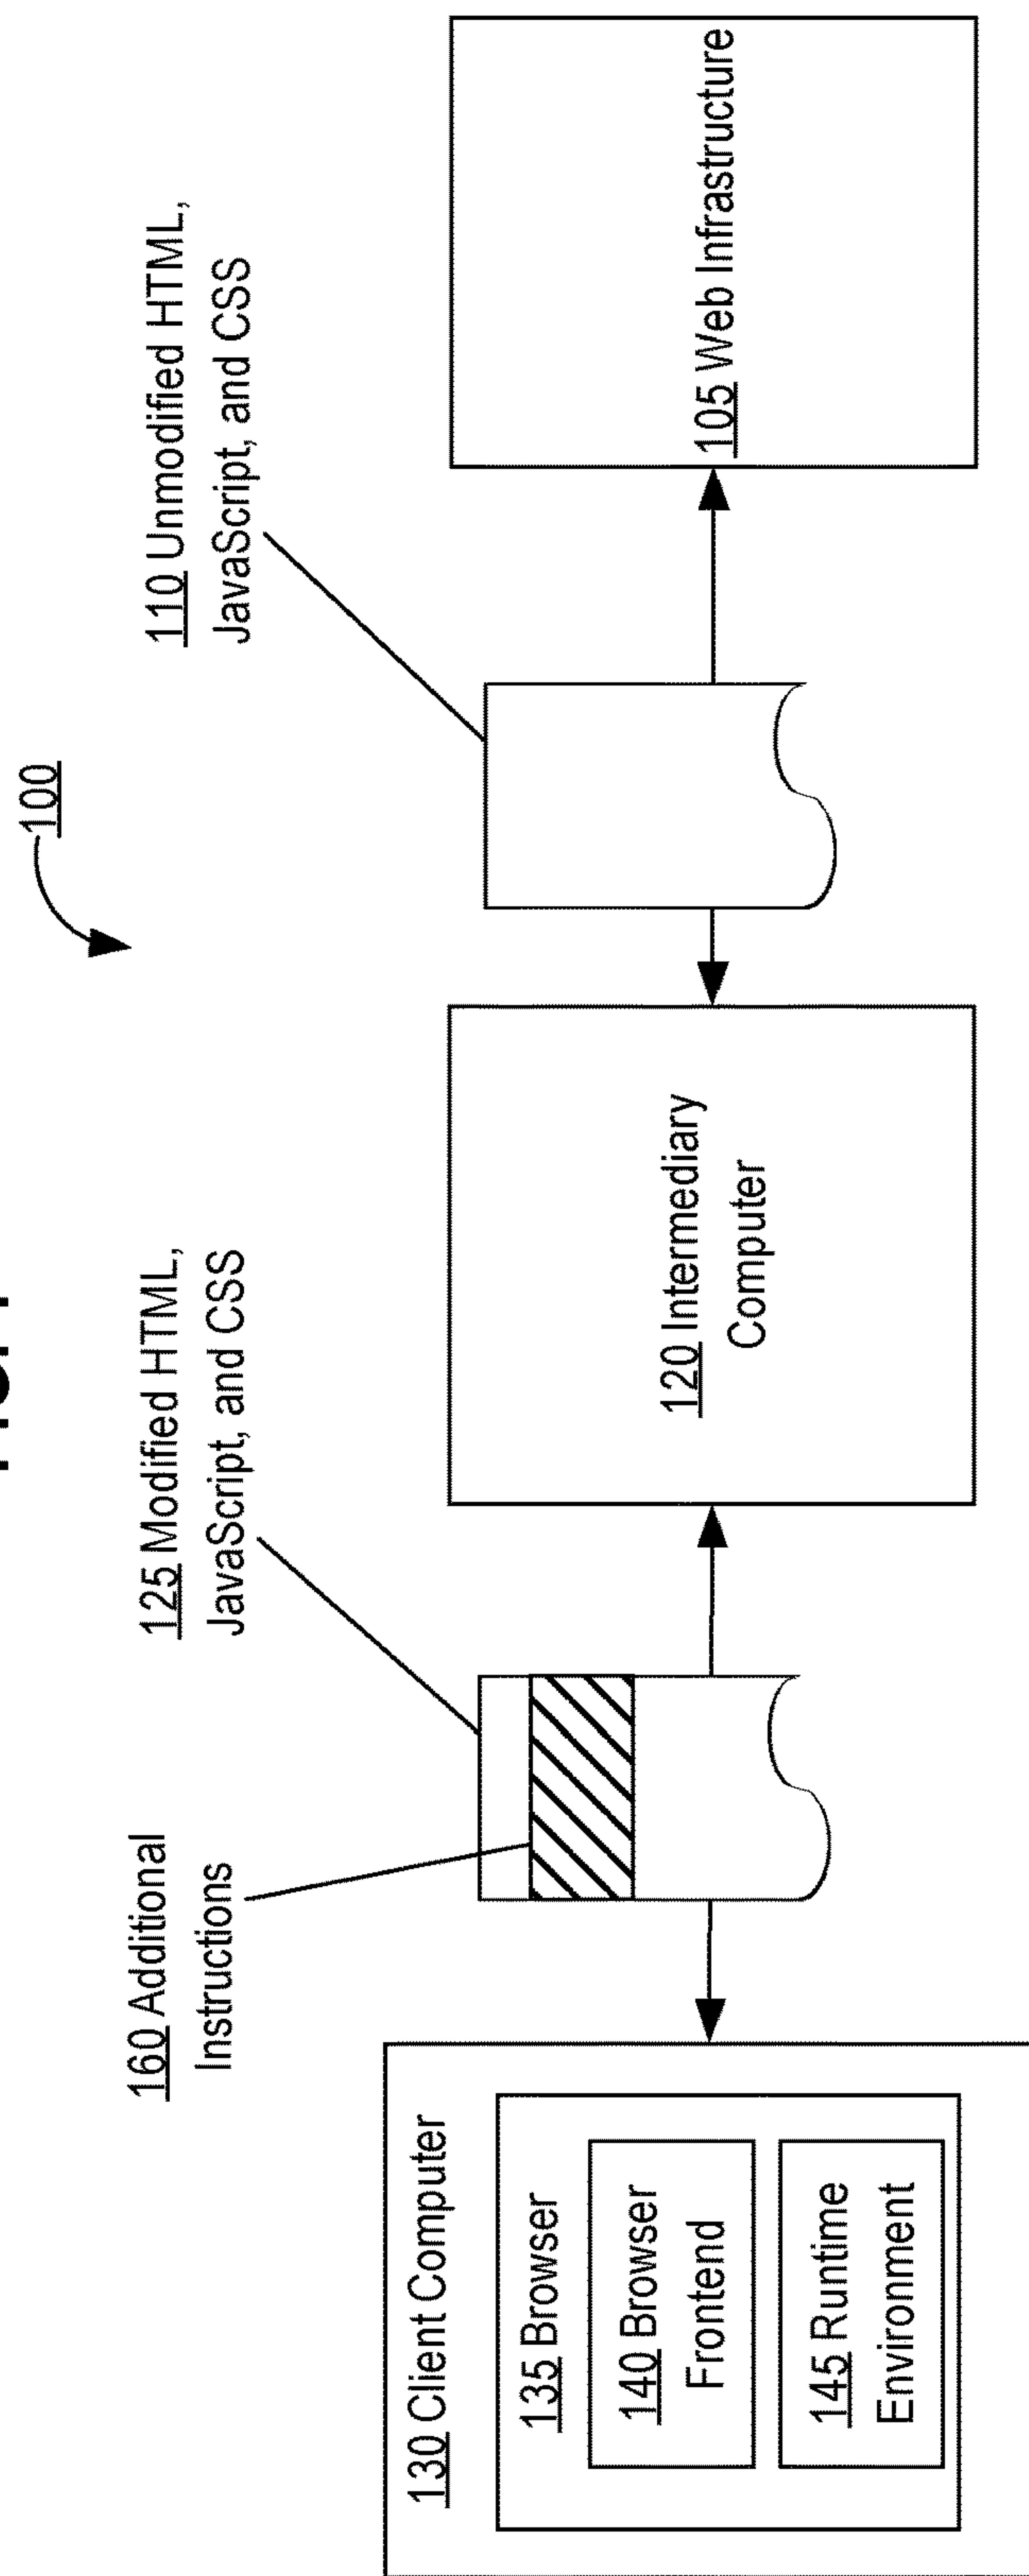 100
160 Additional
Instructions
125 Modified HTML,
JavaScript, and CSS
110 Unmodified HTML,
JavaScript, and CSS
130 Client Computer
135 Browser
140 Browser
Frontend
145 Runtime
Environment
120 Intermediary
Computer
105 Web Infrastructure